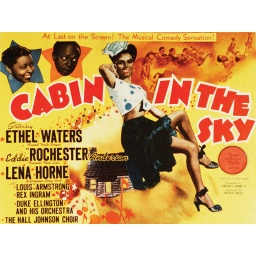 At Last on the Screen! The Musical Comedy Sensation!
CABIN IN THE SKY
Starring
ETHEL WATERS
Eddie ROCHESTER Anderson
LENA HORNE
LOUIS ARMSTRONG
REX INGRAM
DUKE ELLINGTON
AND HIS ORCHESTRA
THE HALL JOHNSON CHOIR